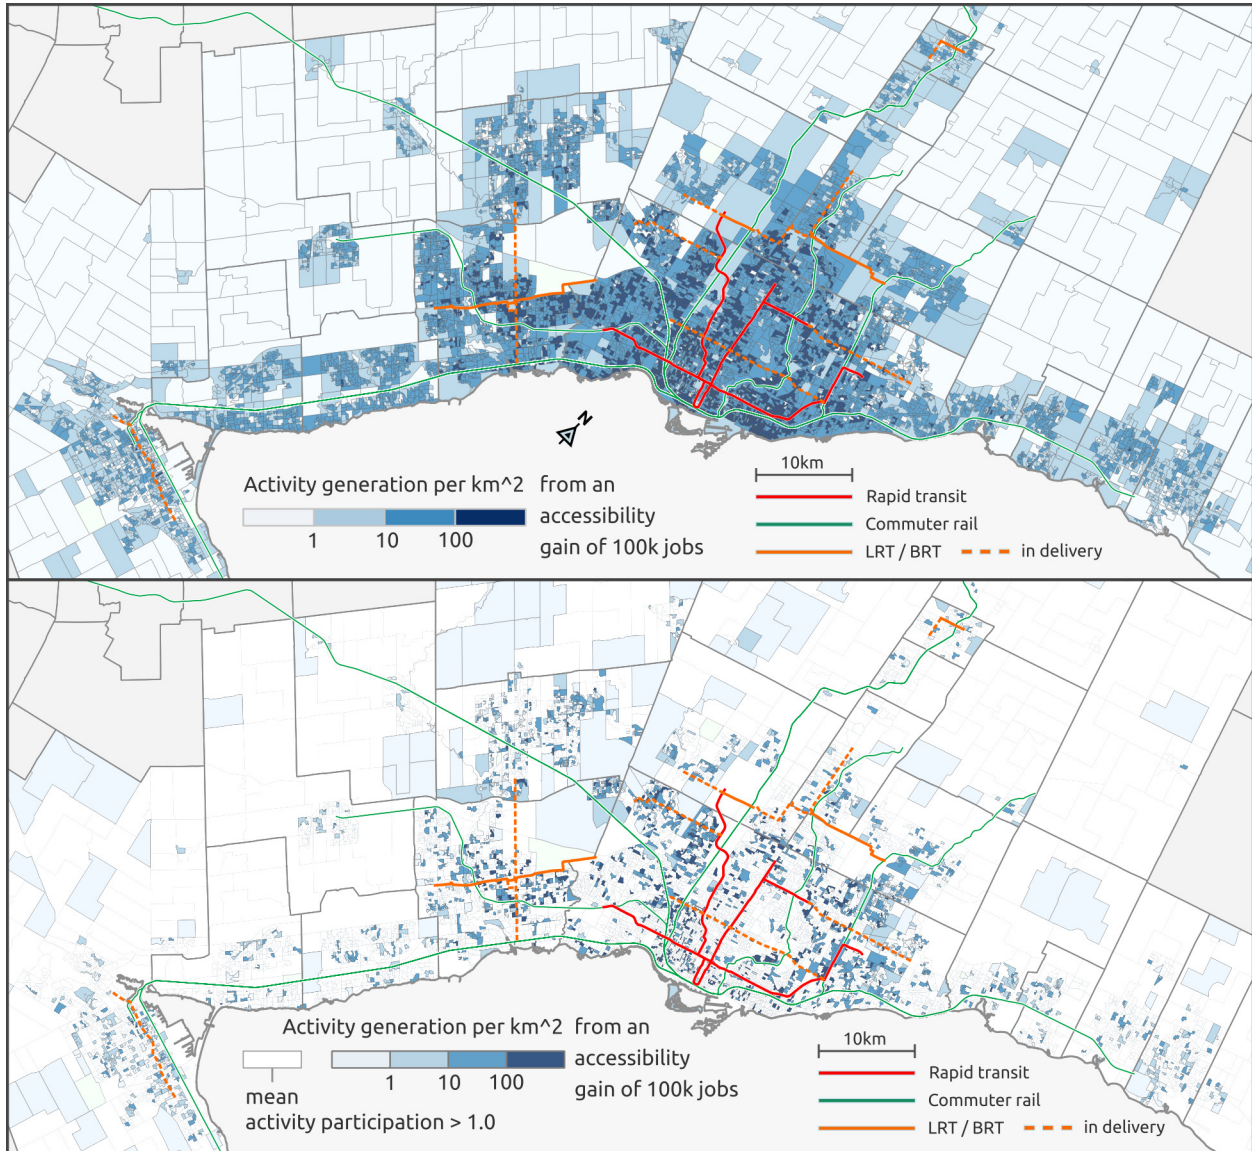 N
10km
Activity generation per km^2 from an
accessibility
gain of 100k jobs
1 10 100
Rapid transit
Commuter rail
LRT / BRT in delivery
N
10km
Activity generation per km^2 from an
accessibility
gain of 100k jobs
1 10 100
mean
activity participation > 1.0
Rapid transit
Commuter rail
LRT / BRT in delivery